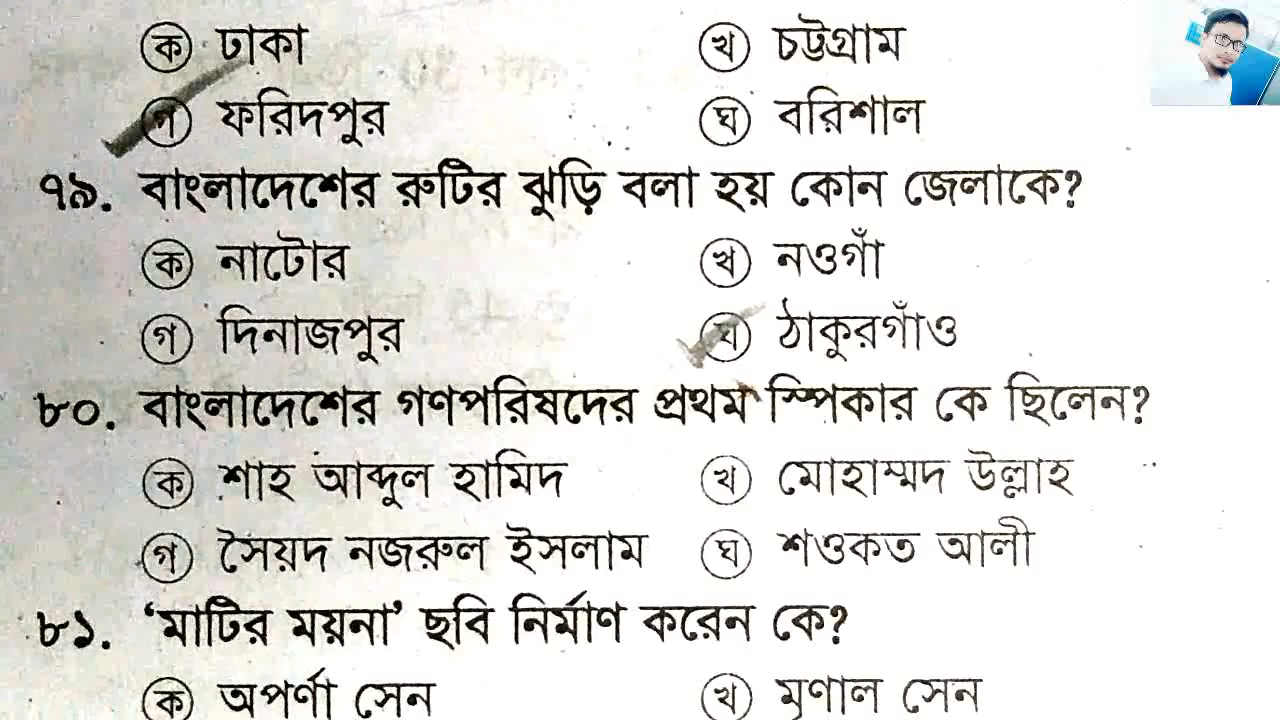 ক ঢাকা খ চট্টগ্রাম
গ ফরিদপুর ঘ বরিশাল
৭৯. বাংলাদেশের রুটির ঝুড়ি বলা হয় কোন জেলাকে?
ক নাটোর খ নওগাঁ
গ দিনাজপুর ঘ ঠাকুরগাঁও
৮০. বাংলাদেশের গণপরিষদের প্রথম স্পিকার কে ছিলেন?
ক শাহ আব্দুল হামিদ খ মোহাম্মদ উল্লাহ
গ সৈয়দ নজরুল ইসলাম ঘ শওকত আলী
৮১. ‘মাটির ময়না’ ছবি নির্মাণ করেন কে?
ক অপর্ণা সেন খ মৃণাল সেন